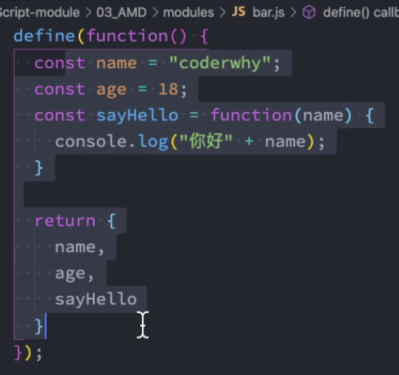 Script-module > 03_AMD > modules > JS bar.js > define() callb
define(function() {
  const name = "coderwhy";
  const age = 18;
  const sayHello = function(name) {
    console.log("你好" + name);
  }
  return {
    name,
    age,
    sayHello
  }
});